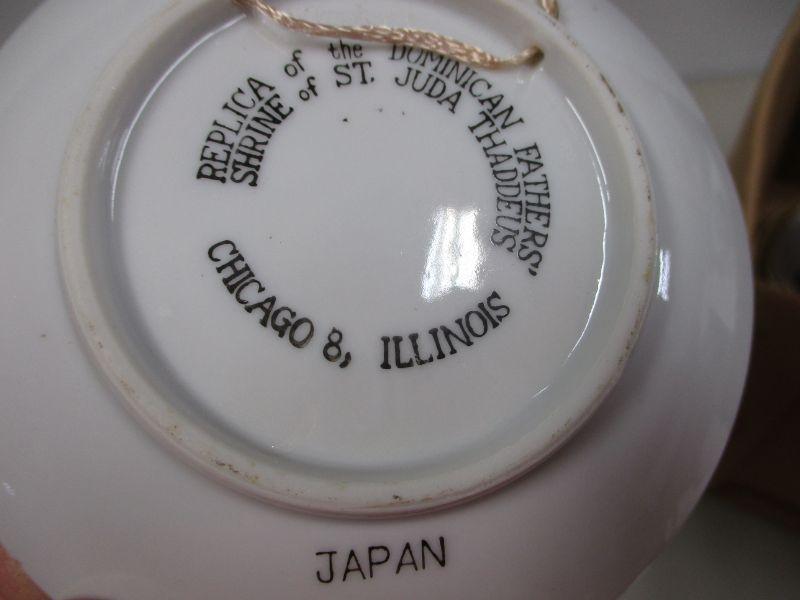 REPLICA of the DOMINICAN FATHERS,
SHRINE of ST. JUDA THADDEUS
CHICAGO 8, ILLINOIS
JAPAN